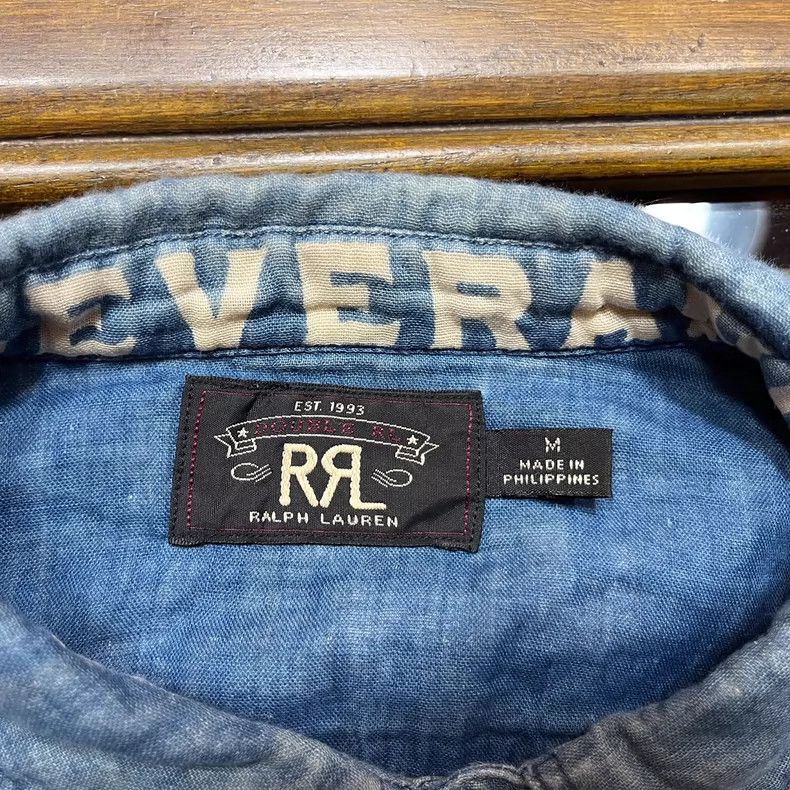 EVERA
EST. 1993
DOUBLE RL
RRL
RALPH LAUREN
M
MADE IN
PHILIPPINES